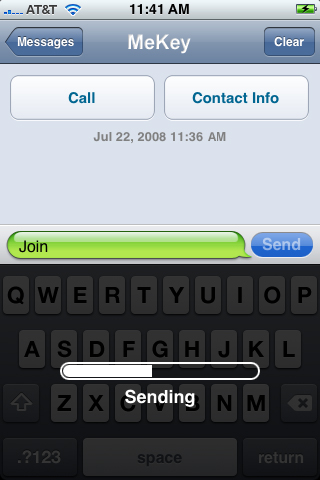 AT&T 11:41 AM
Messages MeKey Clear
Call Contact Info
Jul 22, 2008 11:36 AM
Join Send
Q W E R T Y U I O P
A S D F G H J K L
Sending
Z X C V B N M
.?123 space return